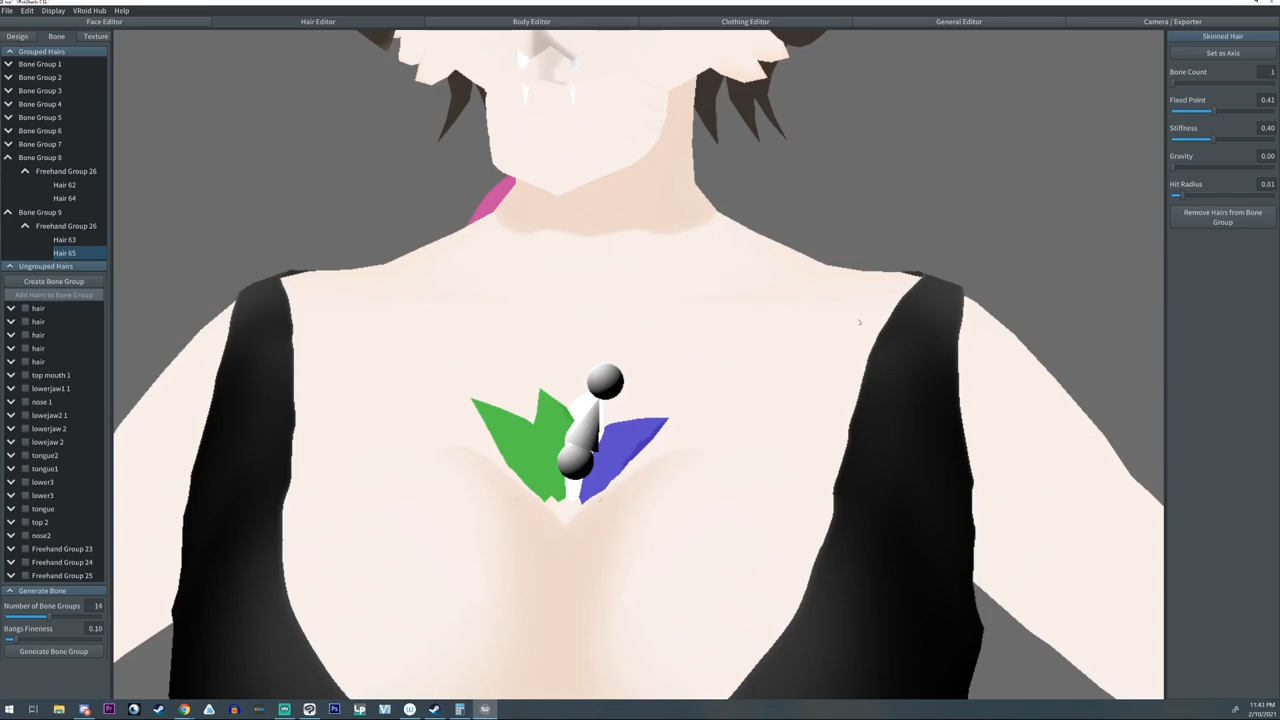 File Edit Display VRoid Hub Help
Face Editor Hair Editor Body Editor Clothing Editor General Editor Camera / Exporter
Design Bone Texture
Grouped Hairs
Bone Group 1
Bone Group 2
Bone Group 3
Bone Group 4
Bone Group 5
Bone Group 6
Bone Group 7
Bone Group 8
Freehand Group 26
Hair 62
Hair 64
Bone Group 9
Freehand Group 26
Hair 63
Hair 65
Ungrouped Hairs
Create Bone Group
Add Hairs to Bone Group
hair
hair
hair
hair
hair
top mouth 1
lowerjaw1 1
nose 1
lowejaw2 1
lowerjaw 2
lowejaw 2
tongue2
tongue1
lower3
lower3
tongue
top 2
nose2
Freehand Group 23
Freehand Group 24
Freehand Group 25
Generate Bone
Number of Bone Groups 14
Bangs Fineness 0.10
Generate Bone Group
Skinned Hair
Set as Axis
Bone Count 1
Fixed Point 0.41
Stiffness 0.40
Gravity 0.00
Hit Radius 0.01
Remove Hairs from Bone
Group
11:43 PM
2/10/2021